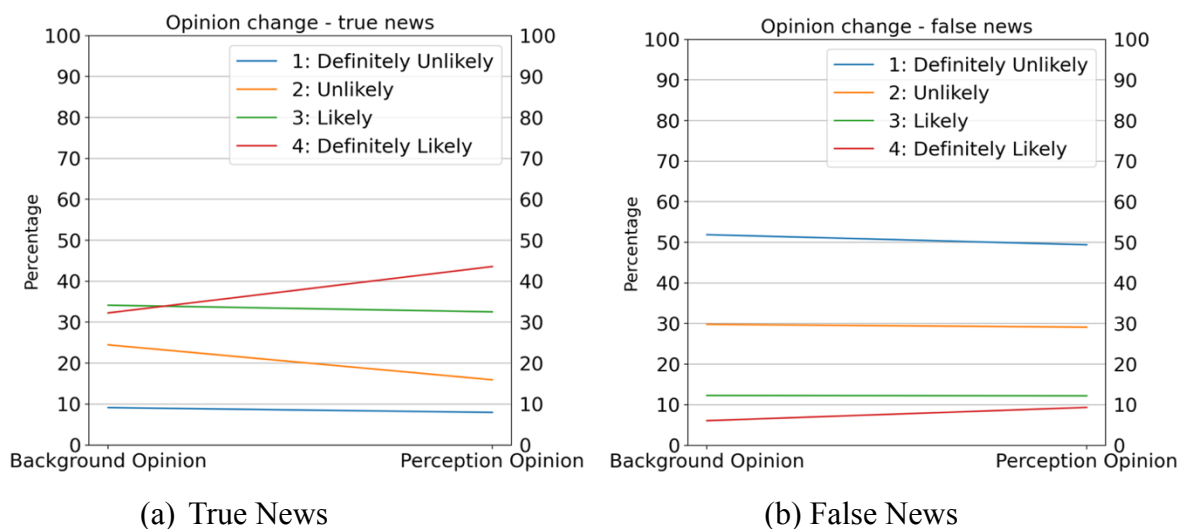 Opinion change - true news
100
90
80
70
60
50
40
30
20
10
0
Percentage
1: Definitely Unlikely
2: Unlikely
3: Likely
4: Definitely Likely
100
90
80
70
60
50
40
30
20
10
0
Background Opinion
Perception Opinion
(a) True News
Opinion change - false news
100
90
80
70
60
50
40
30
20
10
0
Percentage
1: Definitely Unlikely
2: Unlikely
3: Likely
4: Definitely Likely
100
90
80
70
60
50
40
30
20
10
0
Background Opinion
Perception Opinion
(b) False News